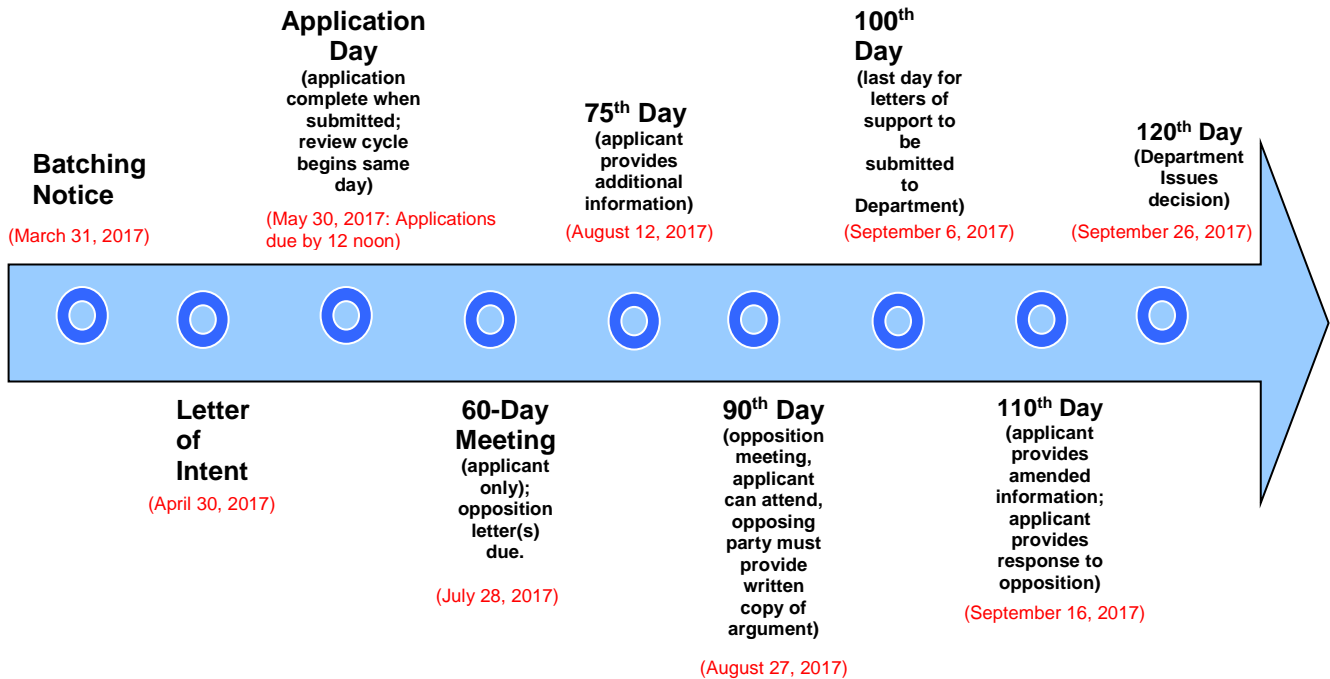 Batching
Notice
(March 31, 2017)
Letter
of
Intent
(April 30, 2017)
Application
Day
(application
complete when
submitted;
review cycle
begins same
day)
(May 30, 2017: Applications
due by 12 noon)
60-Day
Meeting
(applicant
only);
opposition
letter(s)
due.
(July 28, 2017)
75th Day
(applicant
provides
additional
information)
(August 12, 2017)
90th Day
(opposition
meeting,
applicant
can attend,
opposing
party must
provide
written
copy of
argument)
(August 27, 2017)
100th
Day
(last day for
letters of
support to
be
submitted
to
Department)
(September 6, 2017)
110th Day
(applicant
provides
amended
information;
applicant
provides
response to
opposition)
(September 16, 2017)
120th Day
(Department
Issues
decision)
(September 26, 2017)